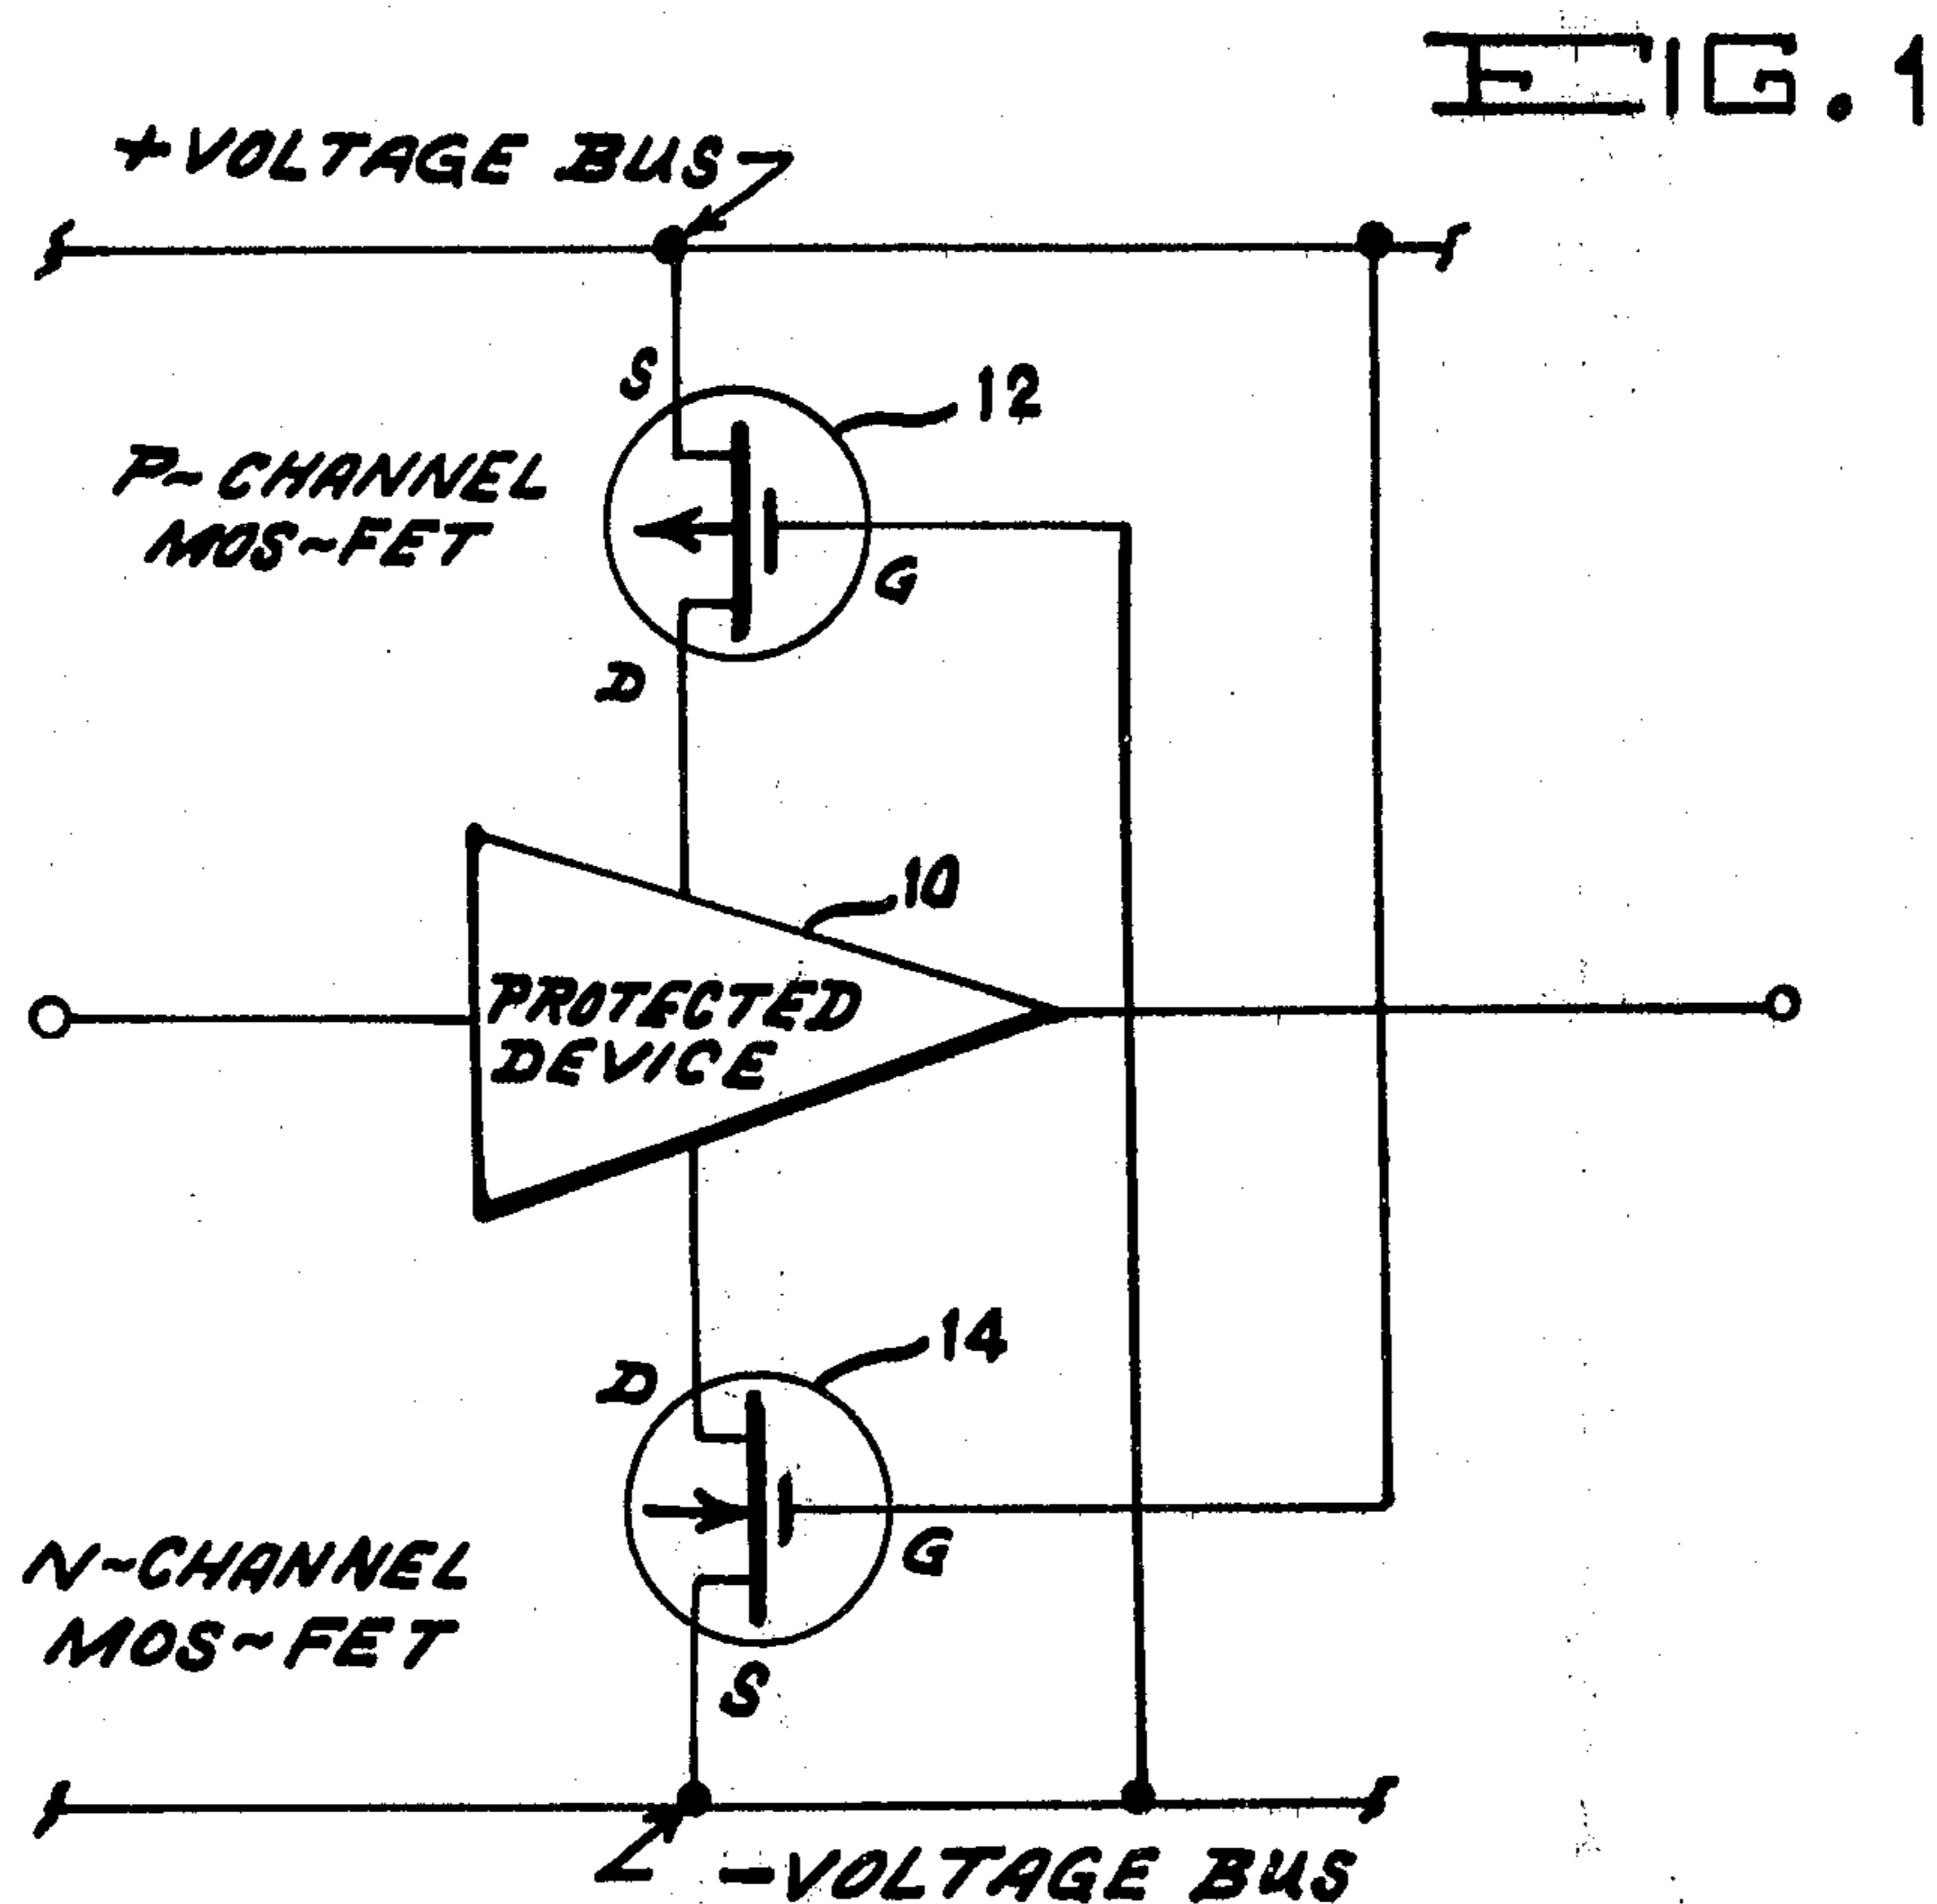 FIG. 1
+VOLTAGE BUS
S
12
P-CHANNEL
MOS-FET
G
D
10
PROTECTED
DEVICE
14
D
G
N-CHANNEL
MOS-FET
S
-VOLTAGE BUS